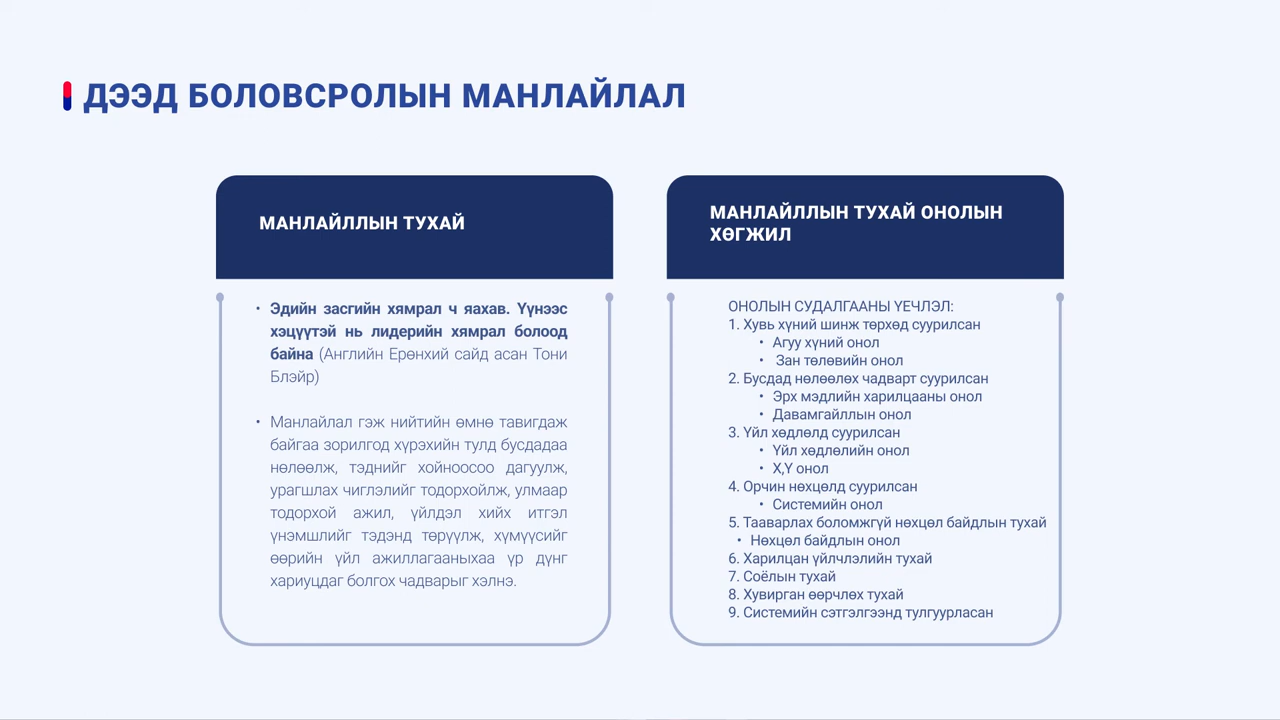 ДЭЭД БОЛОВСРОЛЫН МАНЛАЙЛАЛ
МАНЛАЙЛЛЫН ТУХАЙ
• Эдийн засгийн хямрал ч яахав. Үүнээс
хэцүүтэй нь лидерийн хямрал болоод
байна (Английн Ерөнхий сайд асан Тони
Блэйр)
• Манлайлал гэж нийтийн өмнө тавигдаж
байгаа зорилгод хүрэхийн тулд бусдадаа
нөлөөлж, тэднийг хойноосоо дагуулж,
урагшлах чиглэлийг тодорхойлж, улмаар
тодорхой ажил, үйлдэл хийх итгэл
үнэмшлийг тэдэнд төрүүлж, хүмүүсийг
өөрийн үйл ажиллагааныхаа үр дүнг
хариуцдаг болгох чадварыг хэлнэ.
МАНЛАЙЛЛЫН ТУХАЙ ОНОЛЫН
ХӨГЖИЛ
ОНОЛЫН СУДАЛГААНЫ ҮЕЧЛЭЛ:
1. Хувь хүний шинж төрхөд суурилсан
• Агуу хүний онол
• Зан төлөвийн онол
2. Бусдад нөлөөлөх чадварт суурилсан
• Эрх мэдлийн харилцааны онол
• Давамгайллын онол
3. Үйл хөдлөлд суурилсан
• Үйл хөдлөлийн онол
• Х,Ү онол
4. Орчин нөхцөлд суурилсан
• Системийн онол
5. Тааварлах боломжгүй нөхцөл байдлын тухай
• Нөхцөл байдлын онол
6. Харилцан үйлчлэлийн тухай
7. Соёлын тухай
8. Хувирган өөрчлөх тухай
9. Системийн сэтгэлгээнд тулгуурласан